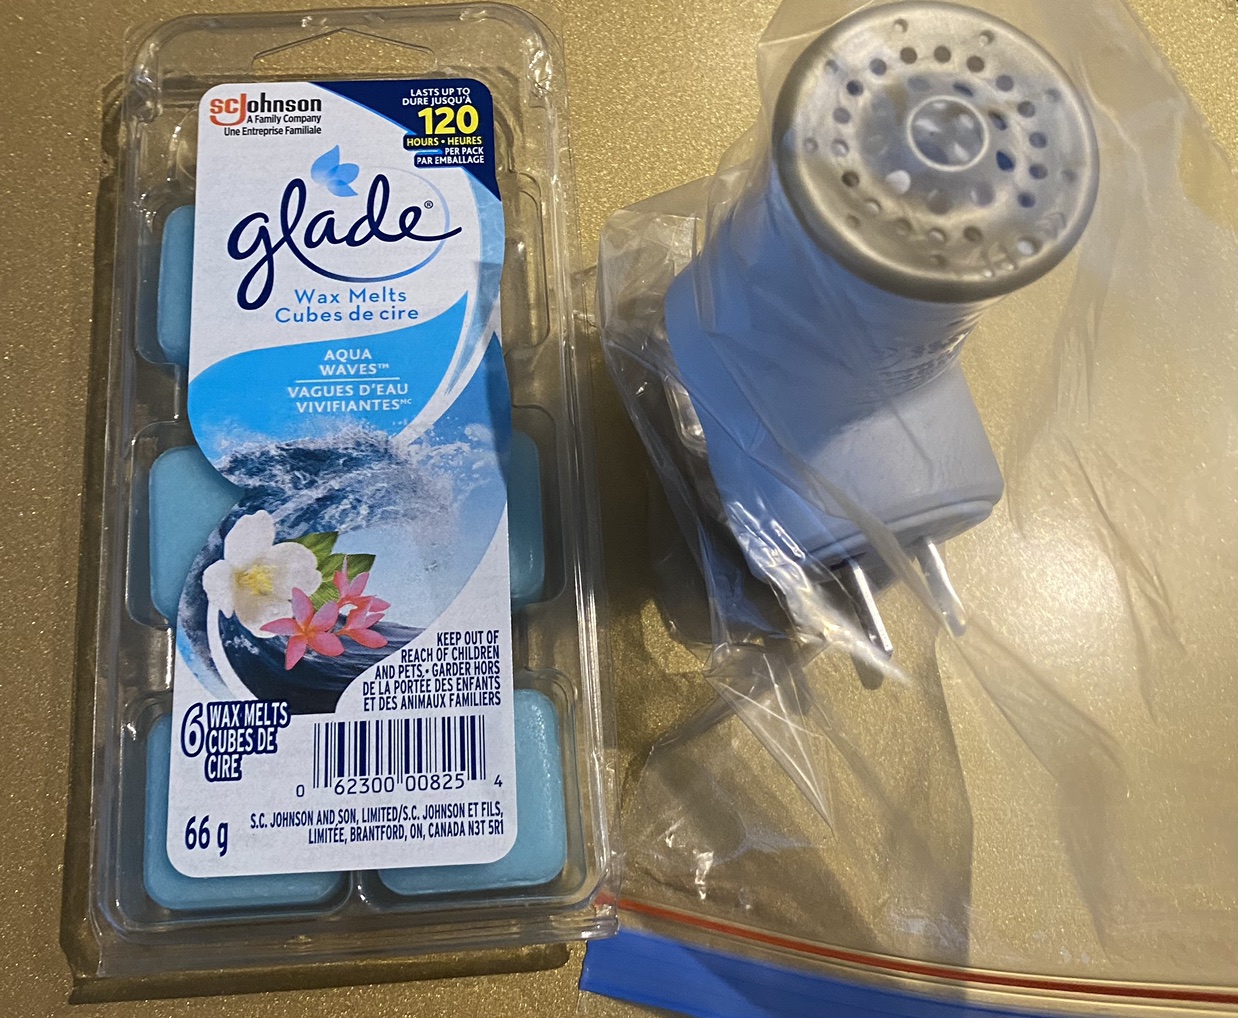 SCJohnson
A Family Company
Une Entreprise Familiale
LASTS UP TO
DURE JUSQU'À
120
HOURS • HEURES
PER PACK
PAR EMBALLAGE
glade®
Wax Melts
Cubes de cire
AQUA
WAVES™
VAGUES D'EAU
VIVIFIANTES MC
KEEP OUT OF
REACH OF CHILDREN
AND PETS. • GARDER HORS
DE LA PORTÉE DES ENFANTS
ET DES ANIMAUX FAMILIERS
6 WAX MELTS
CUBES DE
CIRE
0 62300 00825 4
66 g
S.C. JOHNSON AND SON, LIMITED/S.C. JOHNSON ET FILS,
LIMITÉE, BRANTFORD, ON, CANADA N3T 5R1